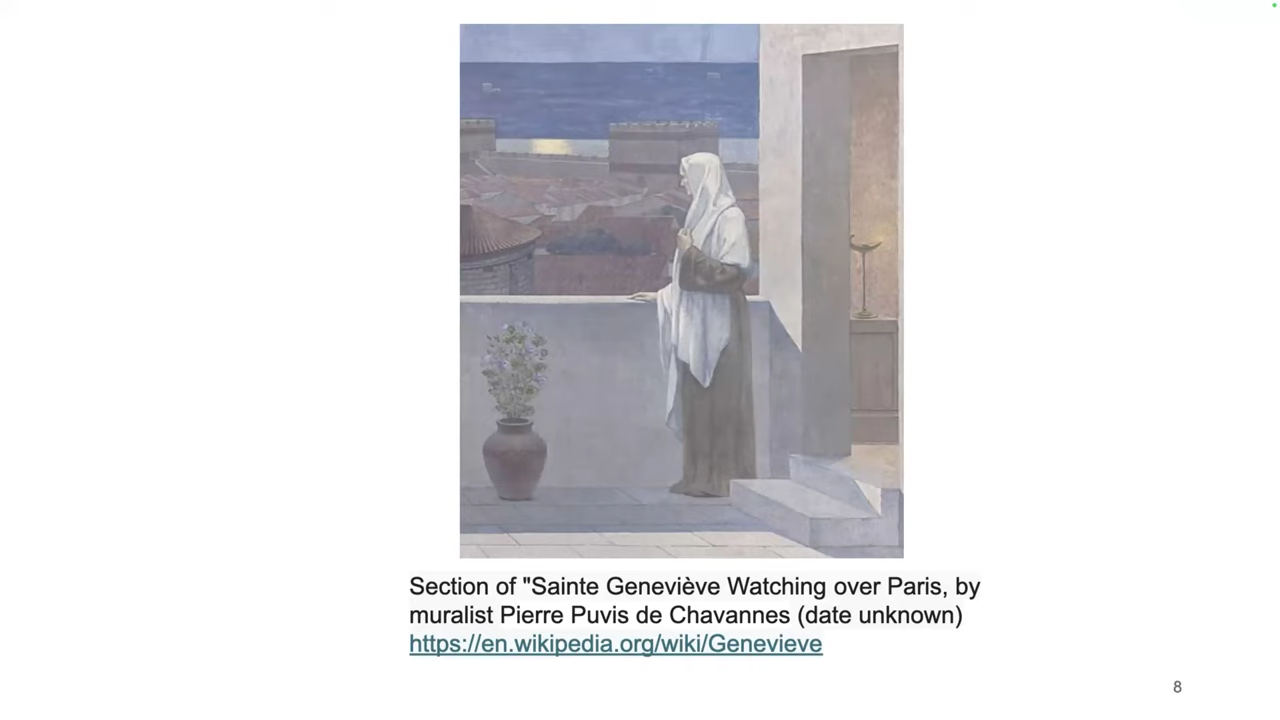 Section of "Sainte Geneviève Watching over Paris, by
muralist Pierre Puvis de Chavannes (date unknown)
https://en.wikipedia.org/wiki/Genevieve
8